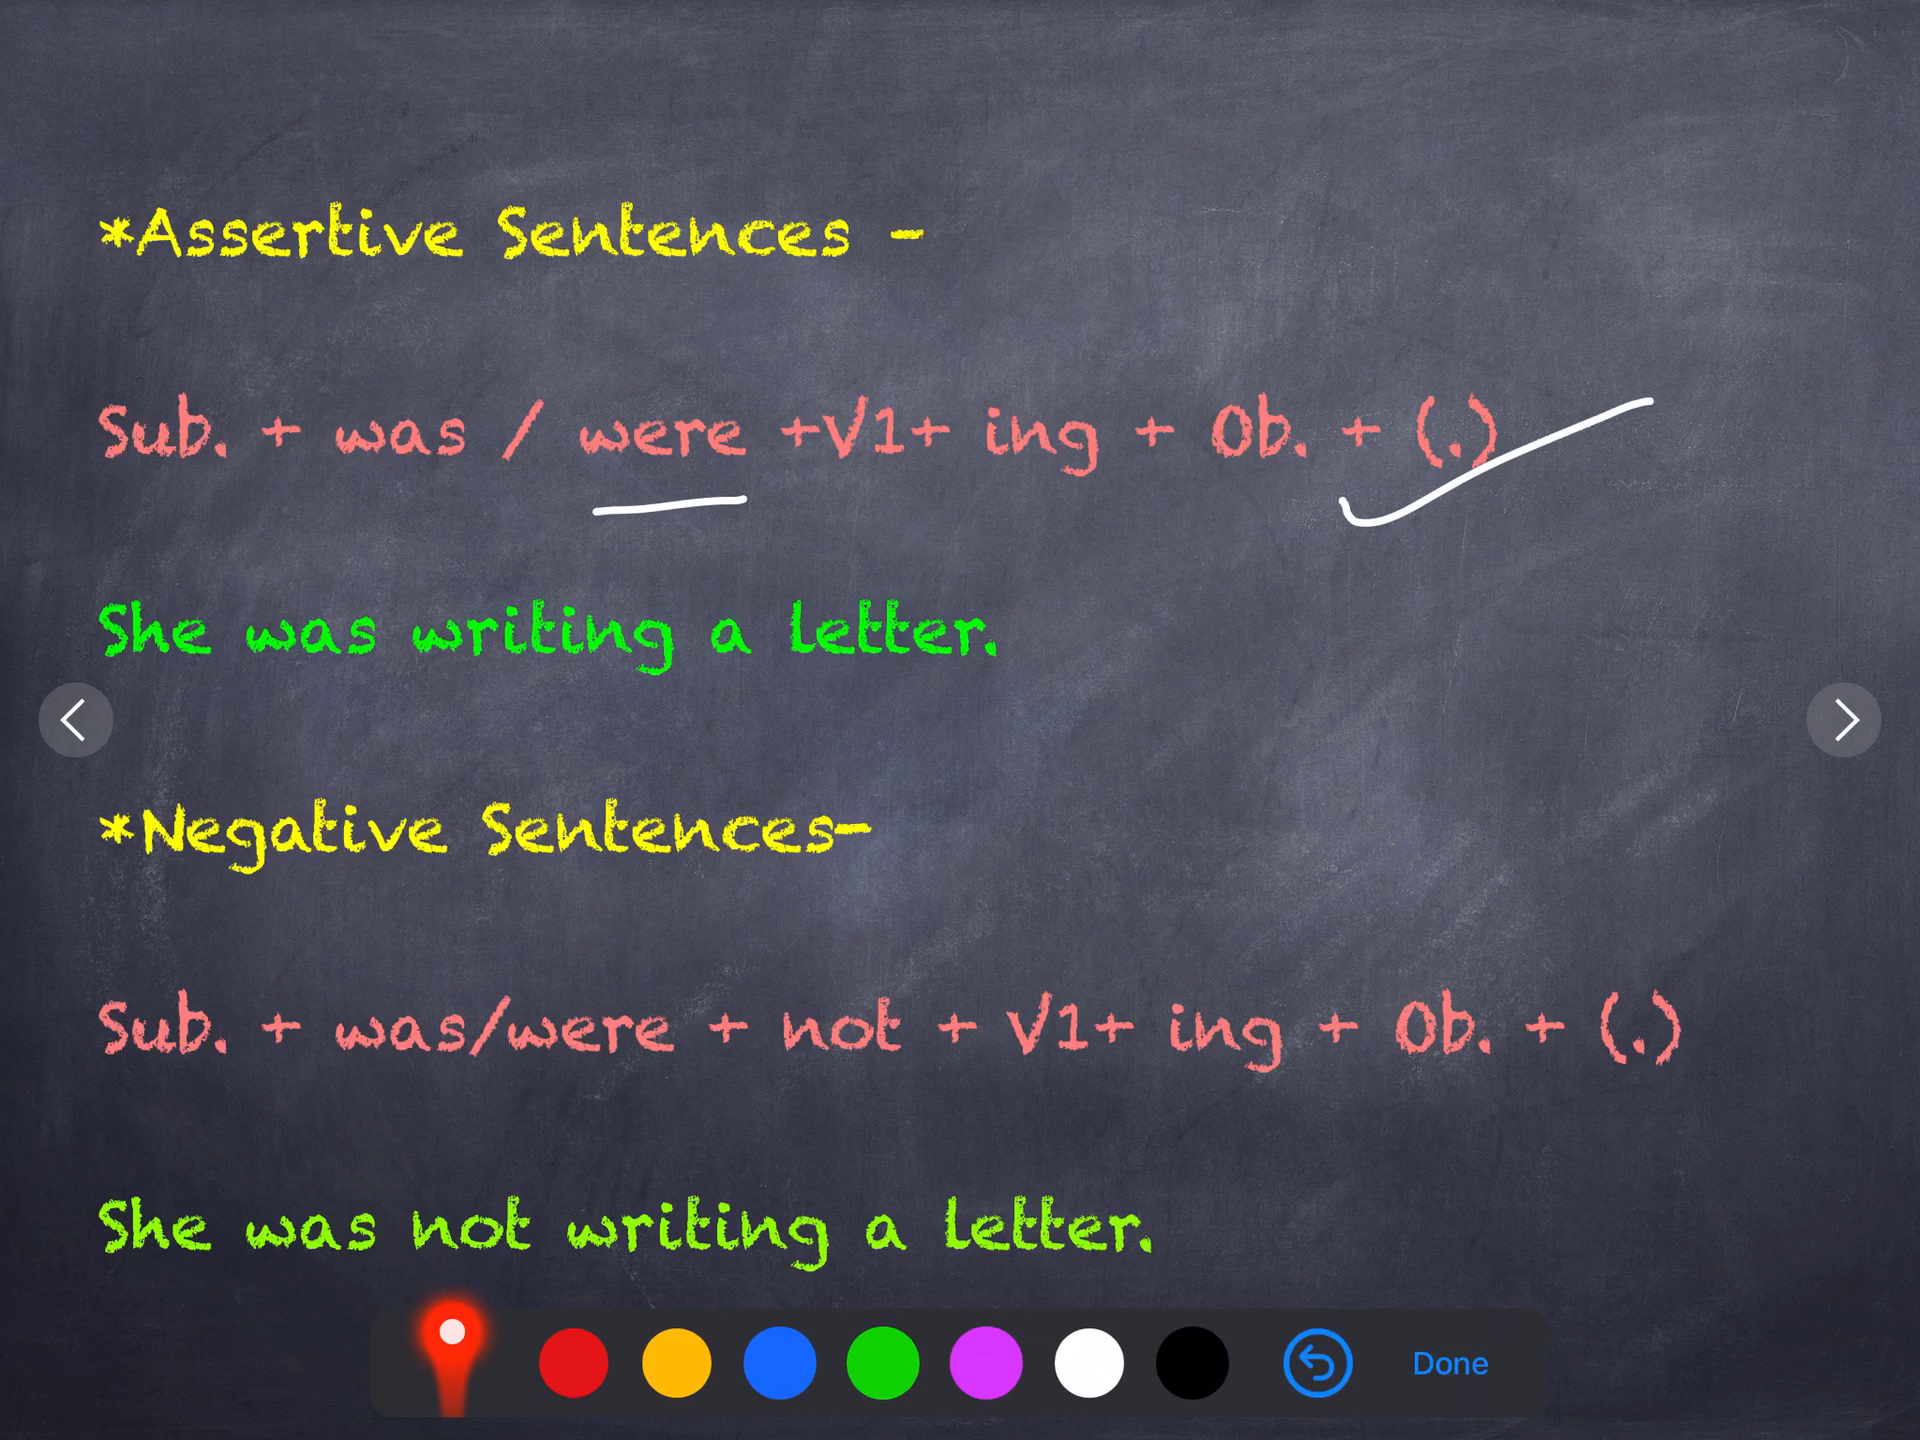 *Assertive Sentences -
Sub. + was / were +V1+ ing + Ob. + (.)
She was writing a letter.
*Negative Sentences-
Sub. + was/were + not + V1+ ing + Ob. + (.)
She was not writing a letter.
Done